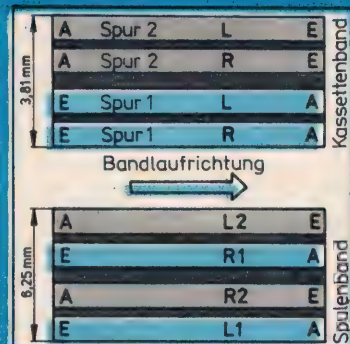 A Spur 2 L E
A Spur 2 R E
E Spur 1 L A
E Spur 1 R A
3,81 mm
Kassettenband
Bandlaufrichtung
A L2 E
E R1 A
A R2 E
E L1 A
6,25 mm
Spulenband